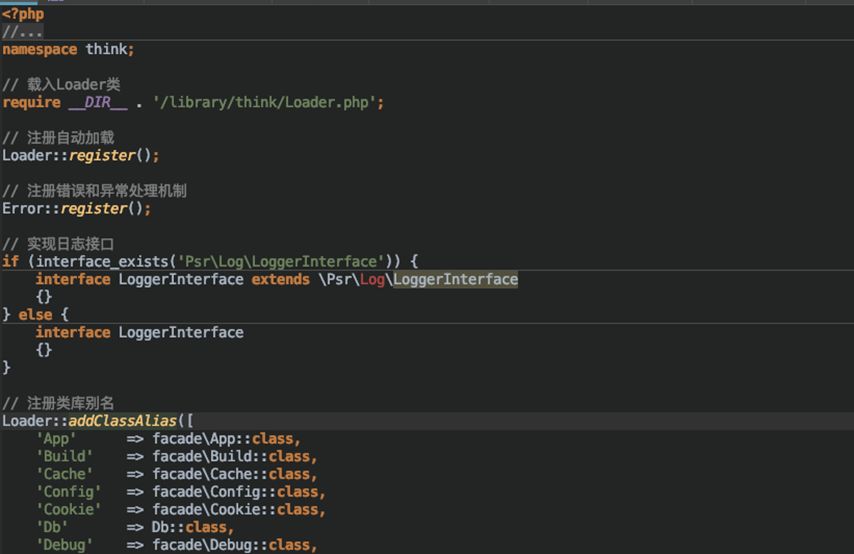 <?php
//...
namespace think;
// 载入Loader类
require __DIR__ . '/library/think/Loader.php';
// 注册自动加载
Loader::register();
// 注册错误和异常处理机制
Error::register();
// 实现日志接口
if (interface_exists('Psr\Log\LoggerInterface')) {
    interface LoggerInterface extends \Psr\Log\LoggerInterface
    {}
} else {
    interface LoggerInterface
    {}
}
// 注册类库别名
Loader::addClassAlias([
    'App'      => facade\App::class,
    'Build'    => facade\Build::class,
    'Cache'    => facade\Cache::class,
    'Config'   => facade\Config::class,
    'Cookie'   => facade\Cookie::class,
    'Db'       => Db::class,
    'Debug'    => facade\Debug::class,